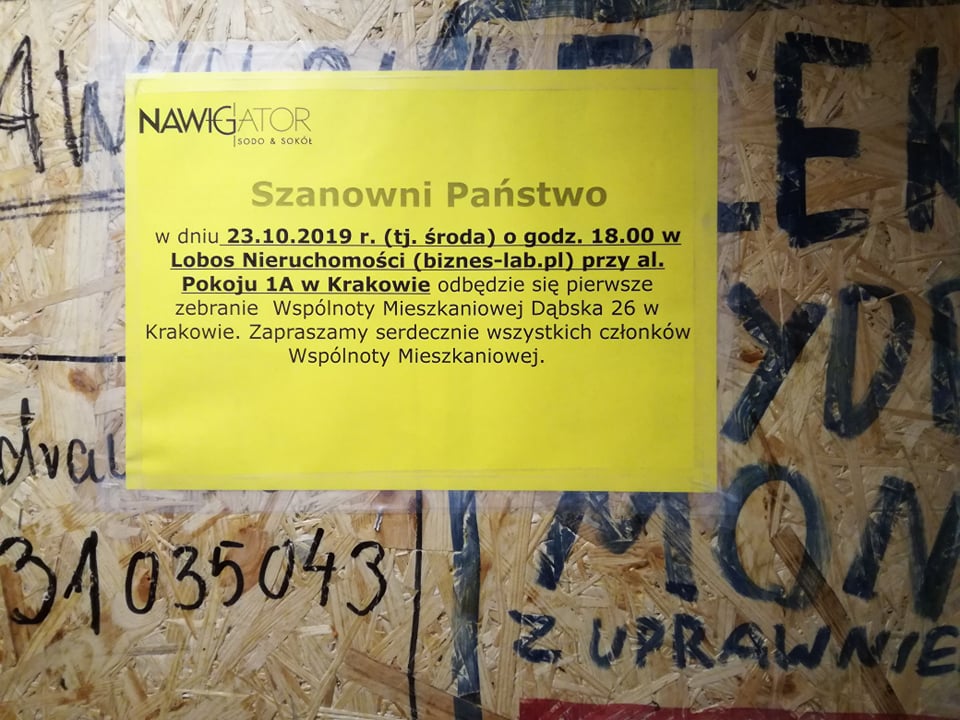 NAWIGATOR
SODO & SOKÓŁ
Szanowni Państwo
w dniu 23.10.2019 r. (tj. środa) o godz. 18.00 w
Lobos Nieruchomości (biznes-lab.pl) przy al.
Pokoju 1A w Krakowie odbędzie się pierwsze
zebranie Wspólnoty Mieszkaniowej Dąbska 26 w
Krakowie. Zapraszamy serdecznie wszystkich członków
Wspólnoty Mieszkaniowej.
31035043
MON
Z UPRAWNIE